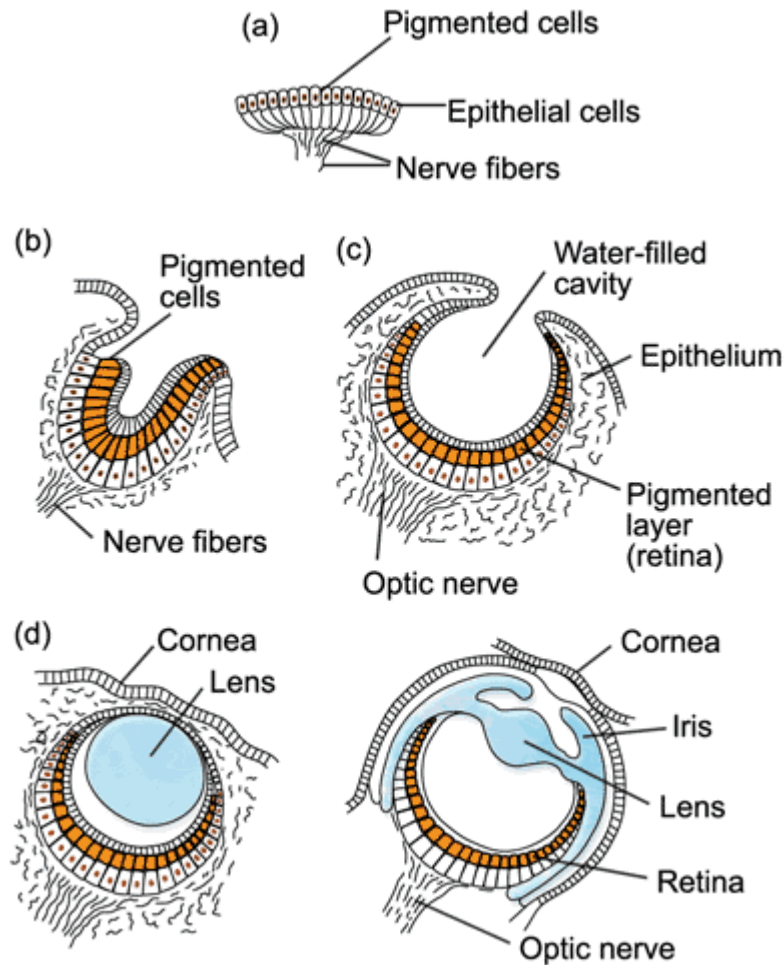 (a)
Pigmented cells
Epithelial cells
Nerve fibers
(b)
Pigmented
cells
Nerve fibers
(c)
Water-filled
cavity
Epithelium
Pigmented
layer
(retina)
Optic nerve
(d)
Cornea
Lens
Cornea
Iris
Lens
Retina
Optic nerve